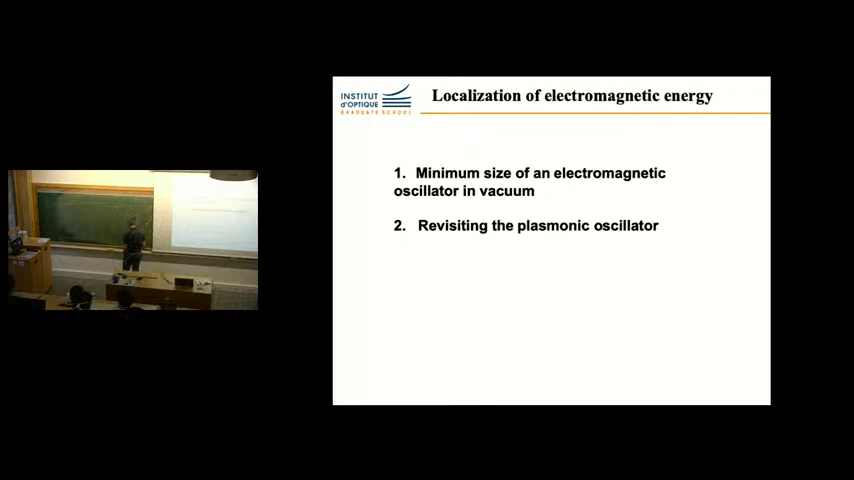 INSTITUT
d'OPTIQUE
GRADUATE SCHOOL
Localization of electromagnetic energy
1. Minimum size of an electromagnetic
oscillator in vacuum
2. Revisiting the plasmonic oscillator